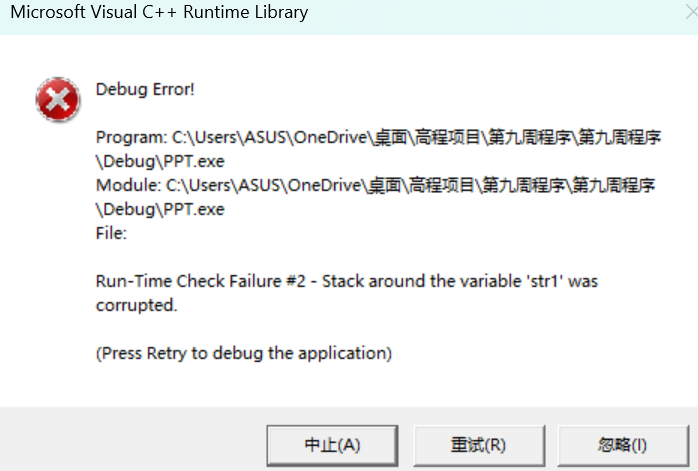 Microsoft Visual C++ Runtime Library
Debug Error!
Program: C:\Users\ASUS\OneDrive\桌面\高程项目\第九周程序\第九周程序
\Debug\PPT.exe
Module: C:\Users\ASUS\OneDrive\桌面\高程项目\第九周程序\第九周程序
\Debug\PPT.exe
File:
Run-Time Check Failure #2 - Stack around the variable 'str1' was
corrupted.
(Press Retry to debug the application)
中止(A)
重试(R)
忽略(I)